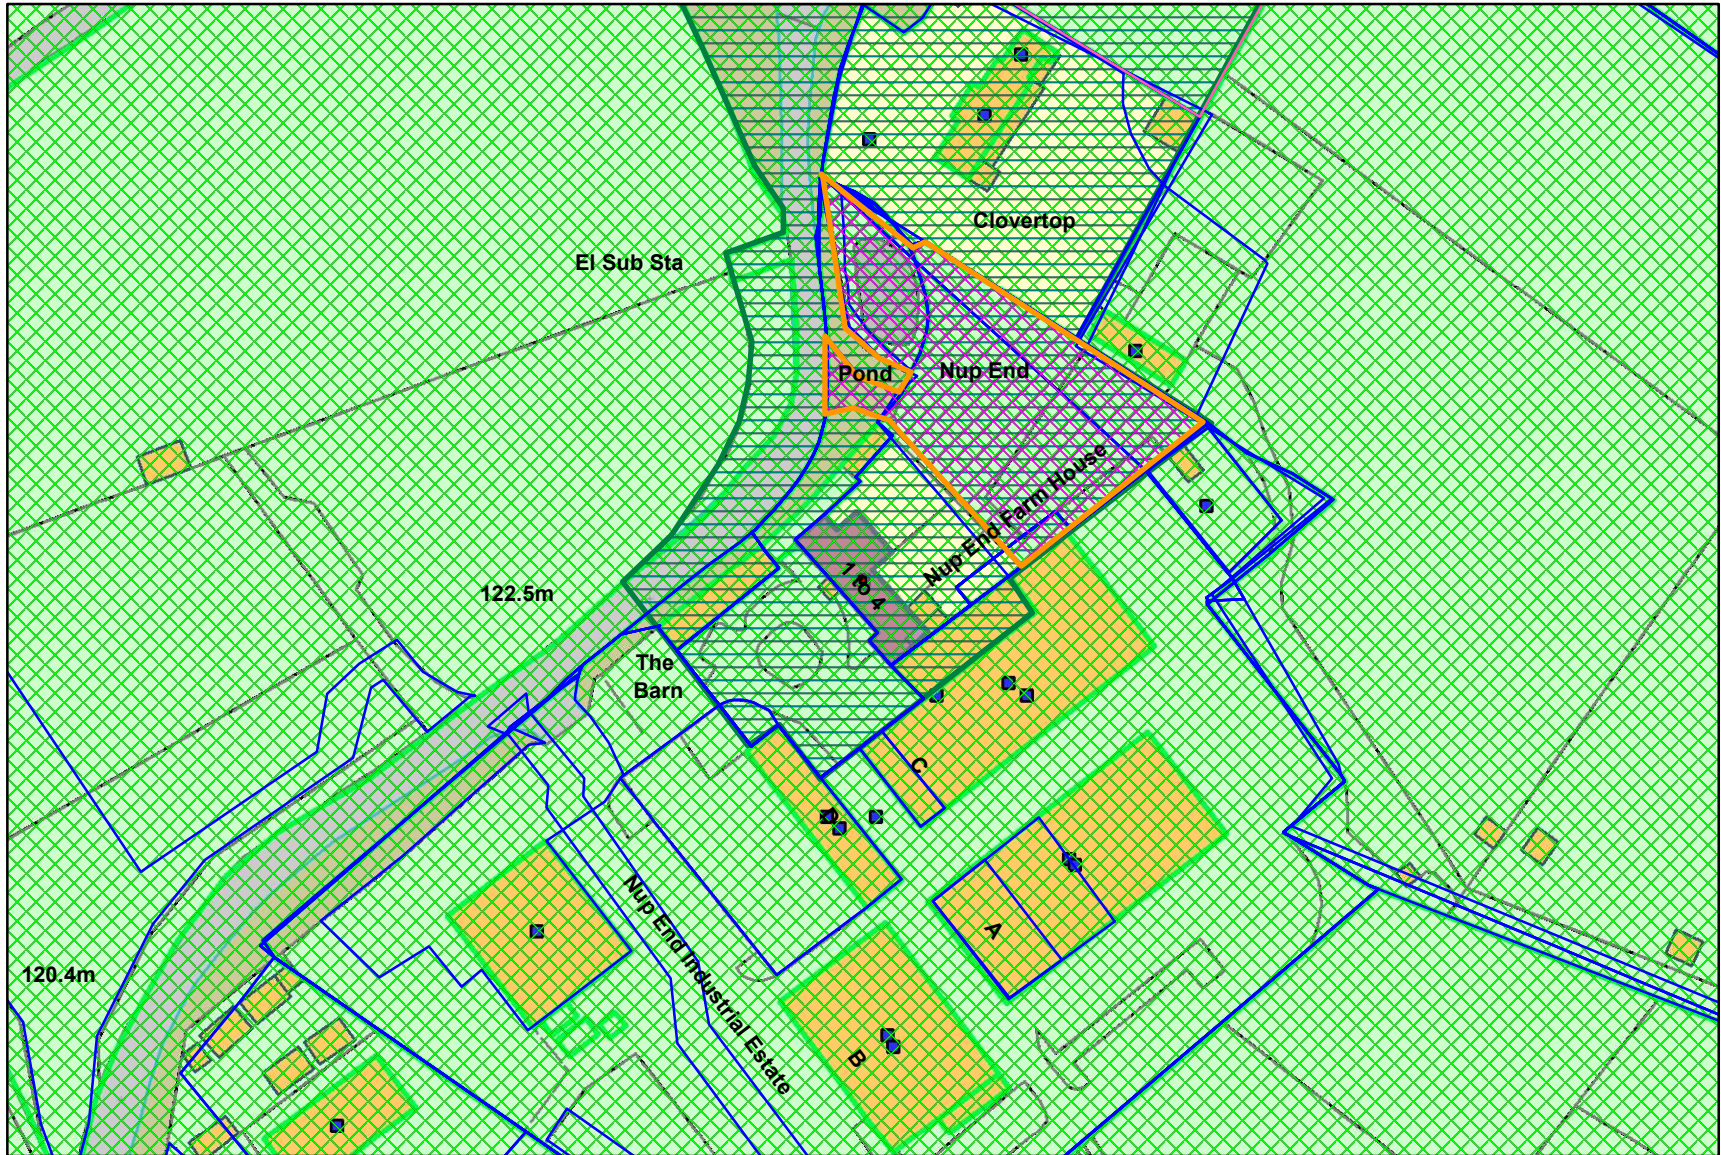 Clovertop
El Sub Sta
Pond
Nup End
Nup End Farm House
1 to 4
122.5m
The
Barn
C
D
A
Nup End Industrial Estate
120.4m
B